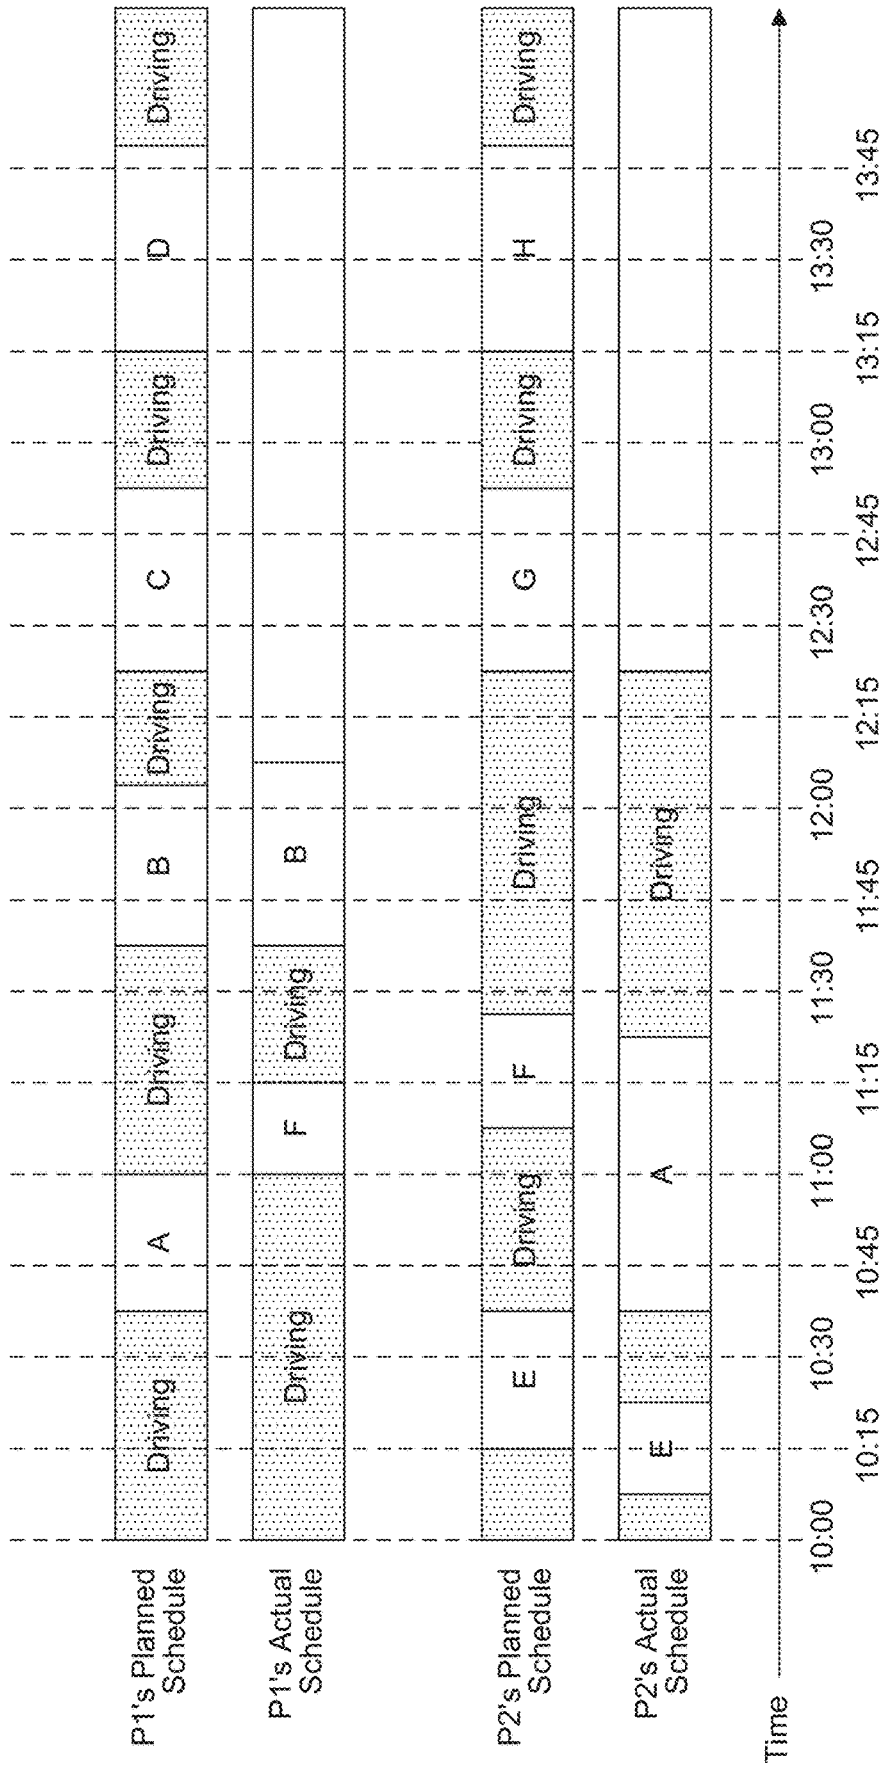 P1's Planned
Schedule
Driving
A
Driving
B
Driving
C
Driving
D
Driving
P1's Actual
Schedule
Driving
F
Driving
B
P2's Planned
Schedule
E
Driving
F
Driving
G
Driving
H
Driving
P2's Actual
Schedule
E
A
Driving
Time
10:00
10:15
10:30
10:45
11:00
11:15
11:30
11:45
12:00
12:15
12:30
12:45
13:00
13:15
13:30
13:45